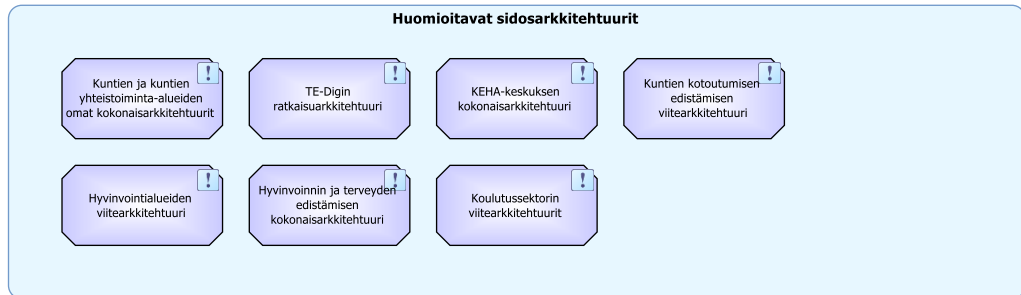 Huomioitavat sidosarkkitehtuurit
Kuntien ja kuntien
yhteistoiminta-alueiden
omat kokonaisarkkitehtuurit
TE-Digin
ratkaisuarkkitehtuuri
KEHA-keskuksen
kokonaisarkkitehtuuri
Kuntien kotoutumisen
edistämisen
viitearkkitehtuuri
Hyvinvointialueiden
viitearkkitehtuuri
Hyvinvoinnin ja terveyden
edistämisen
kokonaisarkkitehtuuri
Koulutussektorin
viitearkkitehtuurit